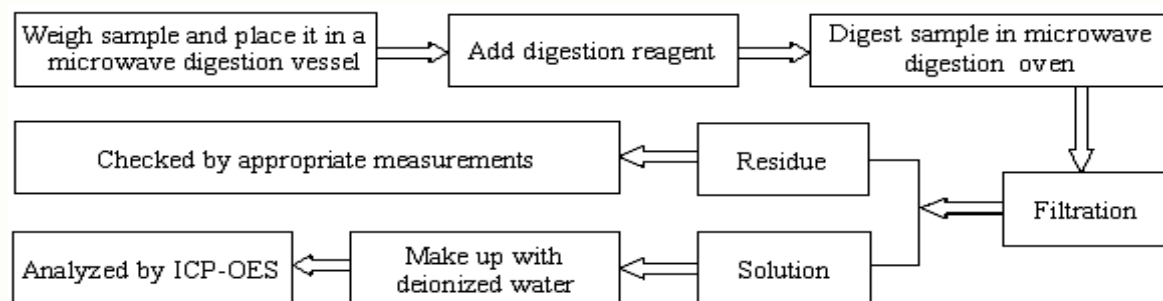 Weigh sample and place it in a
microwave digestion vessel
Add digestion reagent
Digest sample in microwave
digestion oven
Checked by appropriate measurements
Residue
Filtration
Analyzed by ICP-OES
Make up with
deionized water
Solution